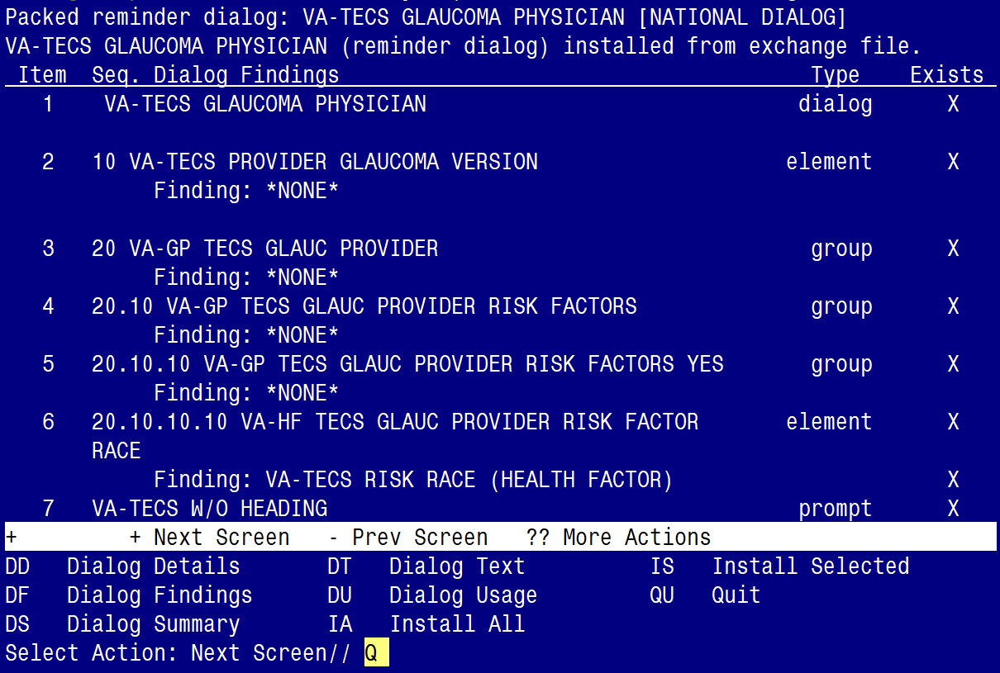 Packed reminder dialog: VA-TECS GLAUCOMA PHYSICIAN [NATIONAL DIALOG]
VA-TECS GLAUCOMA PHYSICIAN (reminder dialog) installed from exchange file.
Item Seq. Dialog Findings Type Exists
1 VA-TECS GLAUCOMA PHYSICIAN dialog X
2 10 VA-TECS PROVIDER GLAUCOMA VERSION element X
Finding: *NONE*
3 20 VA-GP TECS GLAUC PROVIDER group X
Finding: *NONE*
4 20.10 VA-GP TECS GLAUC PROVIDER RISK FACTORS group X
Finding: *NONE*
5 20.10.10 VA-GP TECS GLAUC PROVIDER RISK FACTORS YES group X
Finding: *NONE*
6 20.10.10.10 VA-HF TECS GLAUC PROVIDER RISK FACTOR element X
RACE
Finding: VA-TECS RISK RACE (HEALTH FACTOR) X
7 VA-TECS W/O HEADING prompt X
+ + Next Screen - Prev Screen ?? More Actions
DD Dialog Details DT Dialog Text IS Install Selected
DF Dialog Findings DU Dialog Usage QU Quit
DS Dialog Summary IA Install All
Select Action: Next Screen// Q